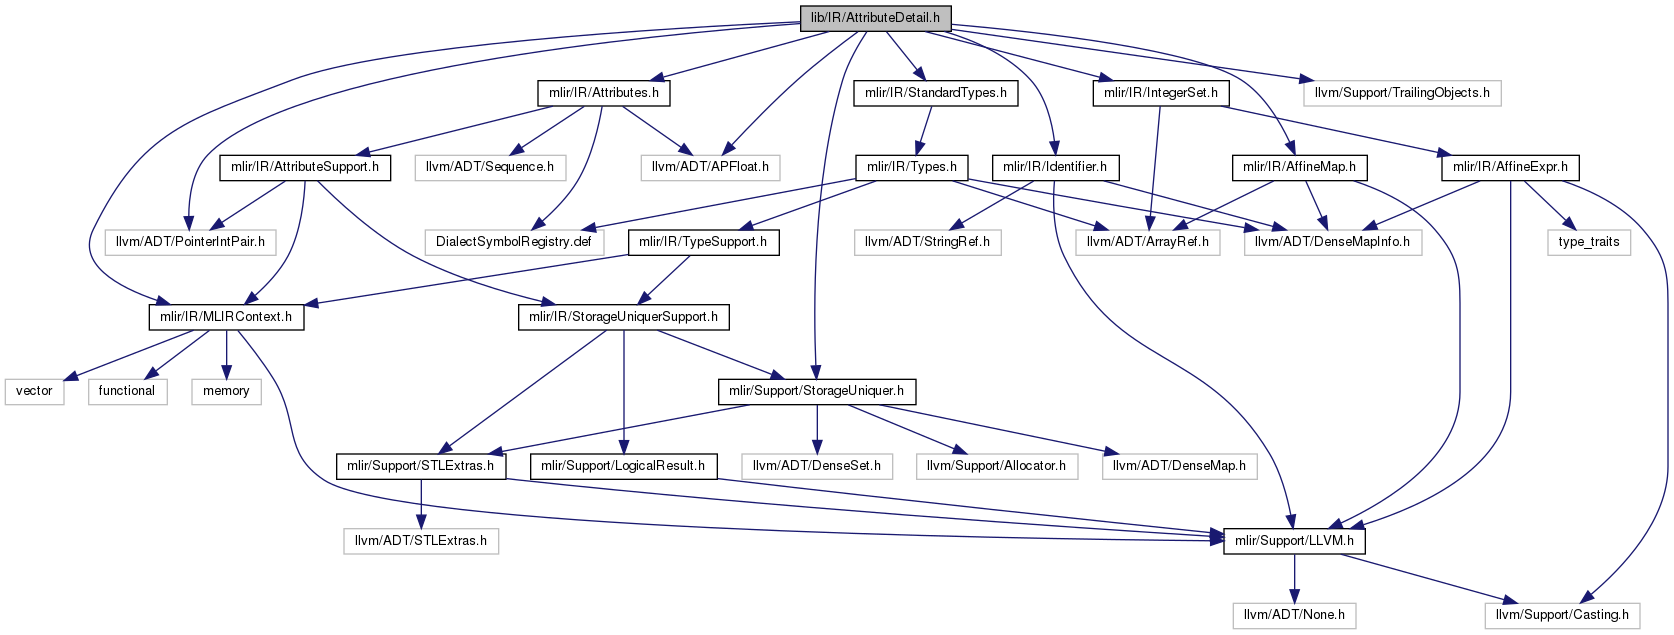 lib/IR/AttributeDetail.h
mlir/IR/Attributes.h
mlir/IR/StandardTypes.h
mlir/IR/IntegerSet.h
llvm/Support/TrailingObjects.h
mlir/IR/AttributeSupport.h
llvm/ADT/Sequence.h
llvm/ADT/APFloat.h
mlir/IR/Types.h
mlir/IR/Identifier.h
mlir/IR/AffineMap.h
mlir/IR/AffineExpr.h
llvm/ADT/PointerIntPair.h
DialectSymbolRegistry.def
mlir/IR/TypeSupport.h
llvm/ADT/StringRef.h
llvm/ADT/ArrayRef.h
llvm/ADT/DenseMapInfo.h
type_traits
mlir/IR/MLIRContext.h
mlir/IR/StorageUniquerSupport.h
vector
functional
memory
mlir/Support/StorageUniquer.h
mlir/Support/STLExtras.h
mlir/Support/LogicalResult.h
llvm/ADT/DenseSet.h
llvm/Support/Allocator.h
llvm/ADT/DenseMap.h
llvm/ADT/STLExtras.h
mlir/Support/LLVM.h
llvm/ADT/None.h
llvm/Support/Casting.h